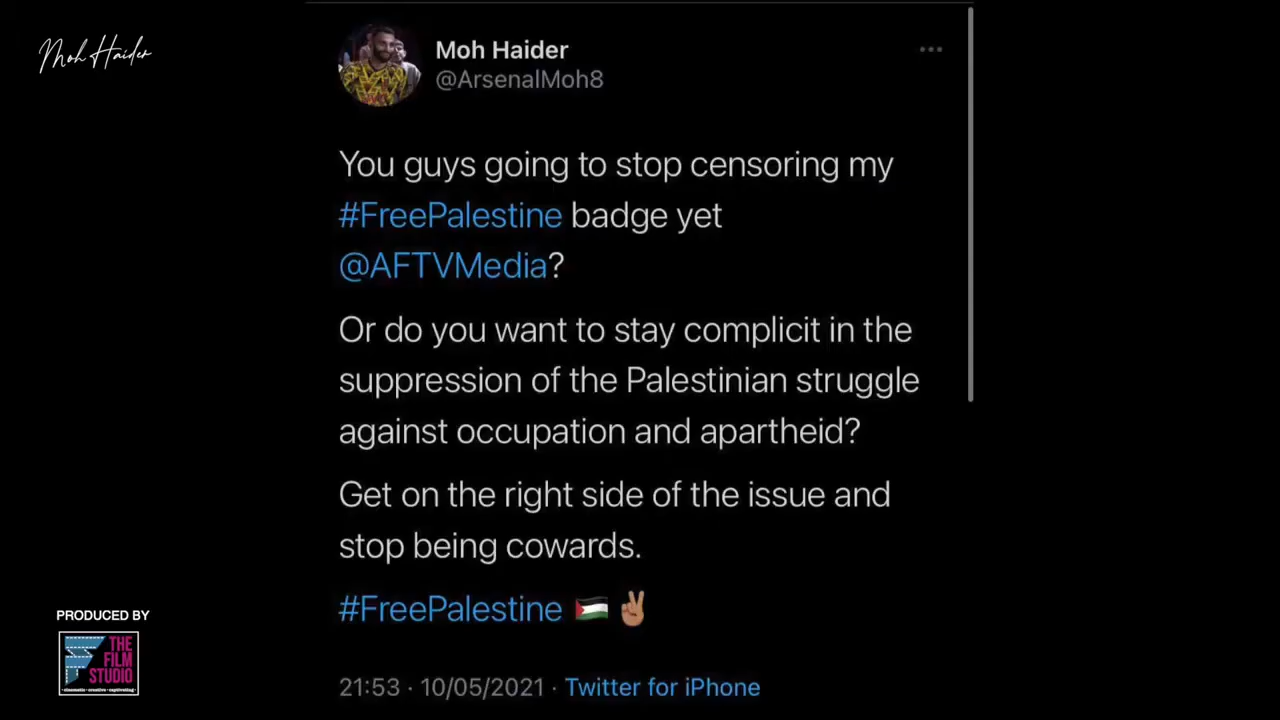 Moh Haider
Moh Haider
@ArsenalMoh8
You guys going to stop censoring my
#FreePalestine badge yet
@AFTVMedia?
Or do you want to stay complicit in the
suppression of the Palestinian struggle
against occupation and apartheid?
Get on the right side of the issue and
stop being cowards.
#FreePalestine 🇵🇸✌🏽
21:53 · 10/05/2021 · Twitter for iPhone
PRODUCED BY
THE
FILM
STUDIO
• cinematic • creative • captivating •